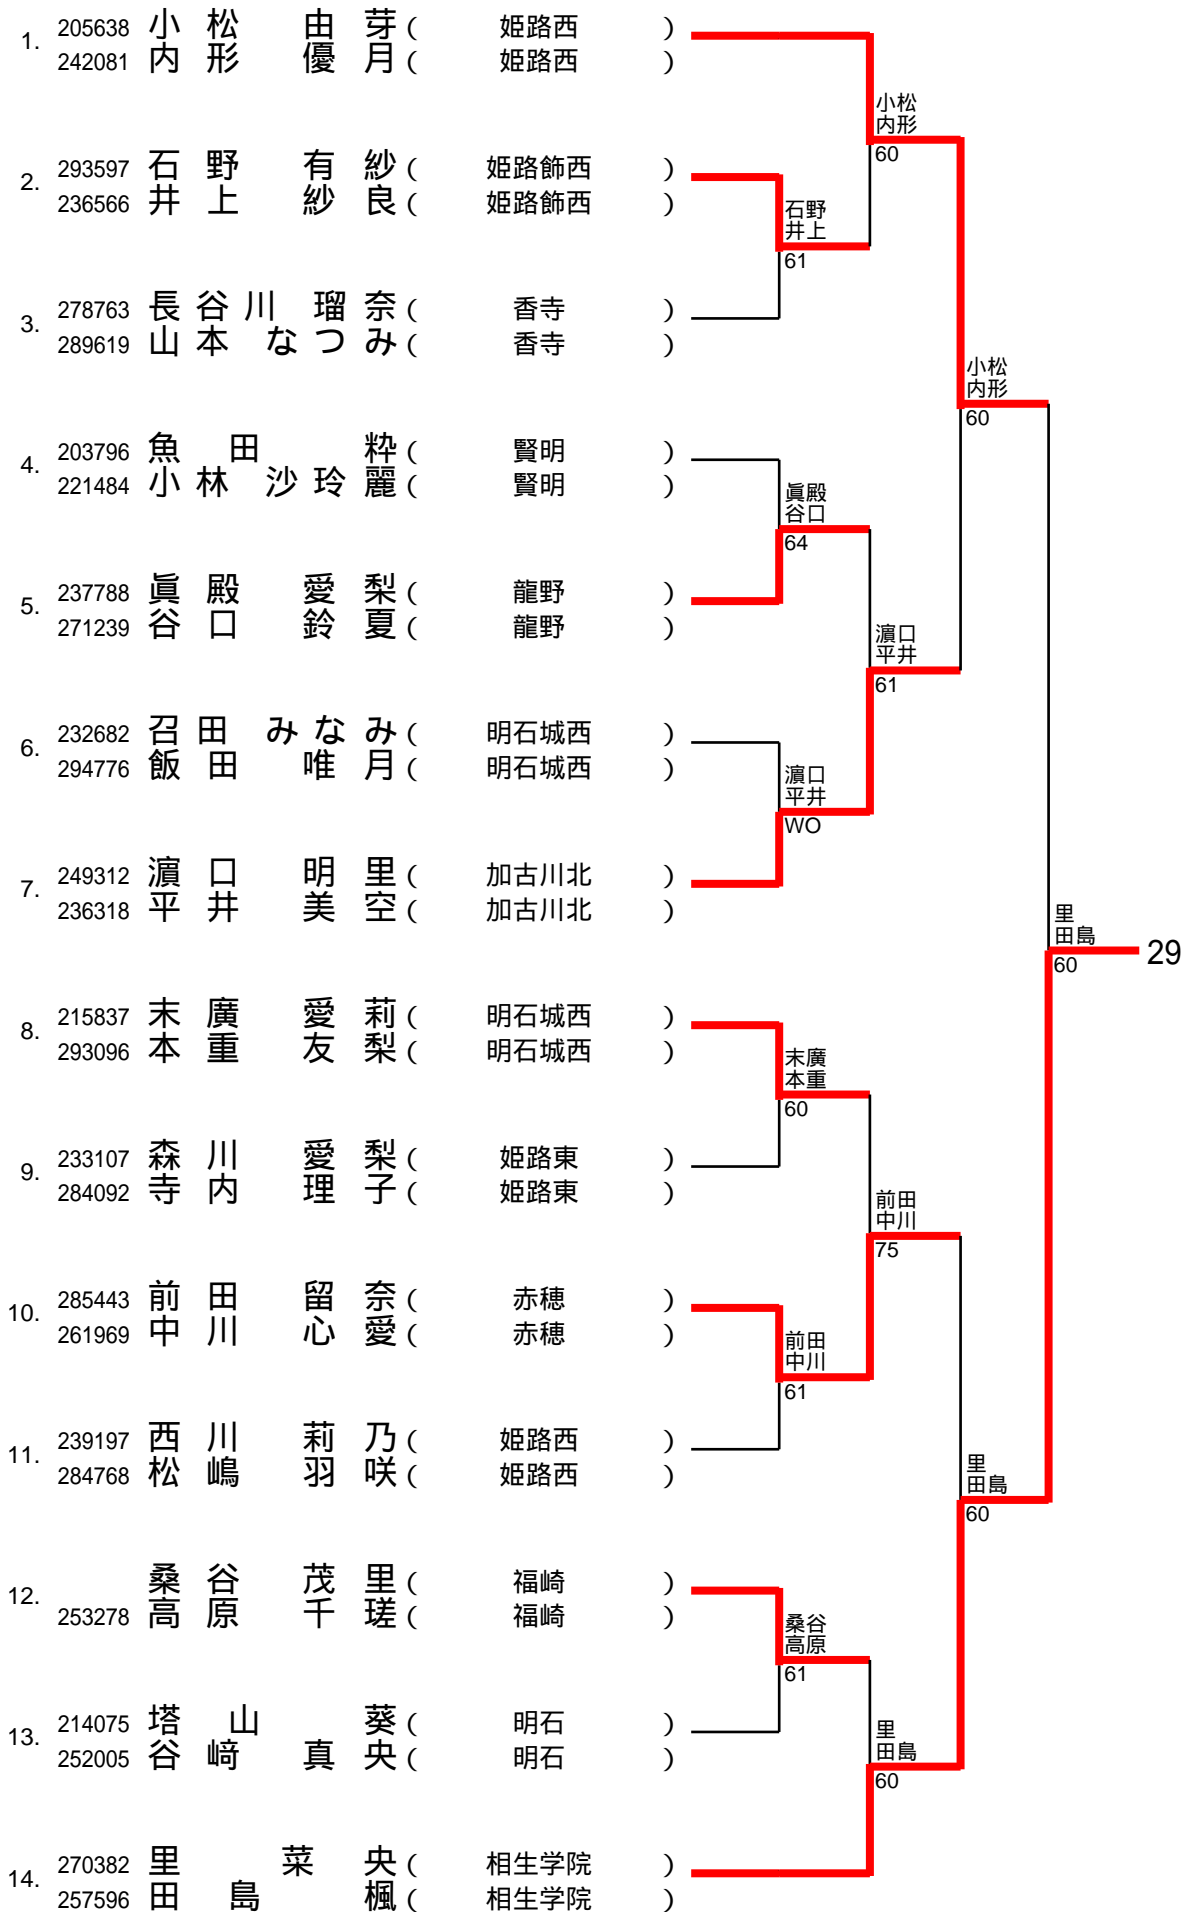 1. 205638 小松 由芽 ( 姫路西 )
242081 内形 優月 ( 姫路西 )
小松
内形
60
2. 293597 石野 有紗 ( 姫路飾西 )
236566 井上 紗良 ( 姫路飾西 )
石野
井上
61
3. 278763 長谷川 瑠奈 ( 香寺 )
289619 山本 なつみ ( 香寺 )
小松
内形
60
4. 203796 魚田 粋 ( 賢明 )
221484 小林 沙玲麗 ( 賢明 )
眞殿
谷口
64
5. 237788 眞殿 愛梨 ( 龍野 )
271239 谷口 鈴夏 ( 龍野 )
濵口
平井
61
6. 232682 召田 みなみ ( 明石城西 )
294776 飯田 唯月 ( 明石城西 )
濵口
平井
WO
7. 249312 濵口 明里 ( 加古川北 )
236318 平井 美空 ( 加古川北 )
里
田島
60
29
8. 215837 末廣 愛莉 ( 明石城西 )
293096 本重 友梨 ( 明石城西 )
末廣
本重
60
9. 233107 森川 愛梨 ( 姫路東 )
284092 寺内 理子 ( 姫路東 )
前田
中川
75
10. 285443 前田 留奈 ( 赤穂 )
261969 中川 心愛 ( 赤穂 )
前田
中川
61
11. 239197 西川 莉乃 ( 姫路西 )
284768 松嶋 羽咲 ( 姫路西 )
里
田島
60
12. 桑谷 茂里 ( 福崎 )
253278 高原 千瑳 ( 福崎 )
桑谷
高原
61
13. 214075 塔山 葵 ( 明石 )
252005 谷﨑 真央 ( 明石 )
里
田島
60
14. 270382 里 菜央 ( 相生学院 )
257596 田島 楓 ( 相生学院 )